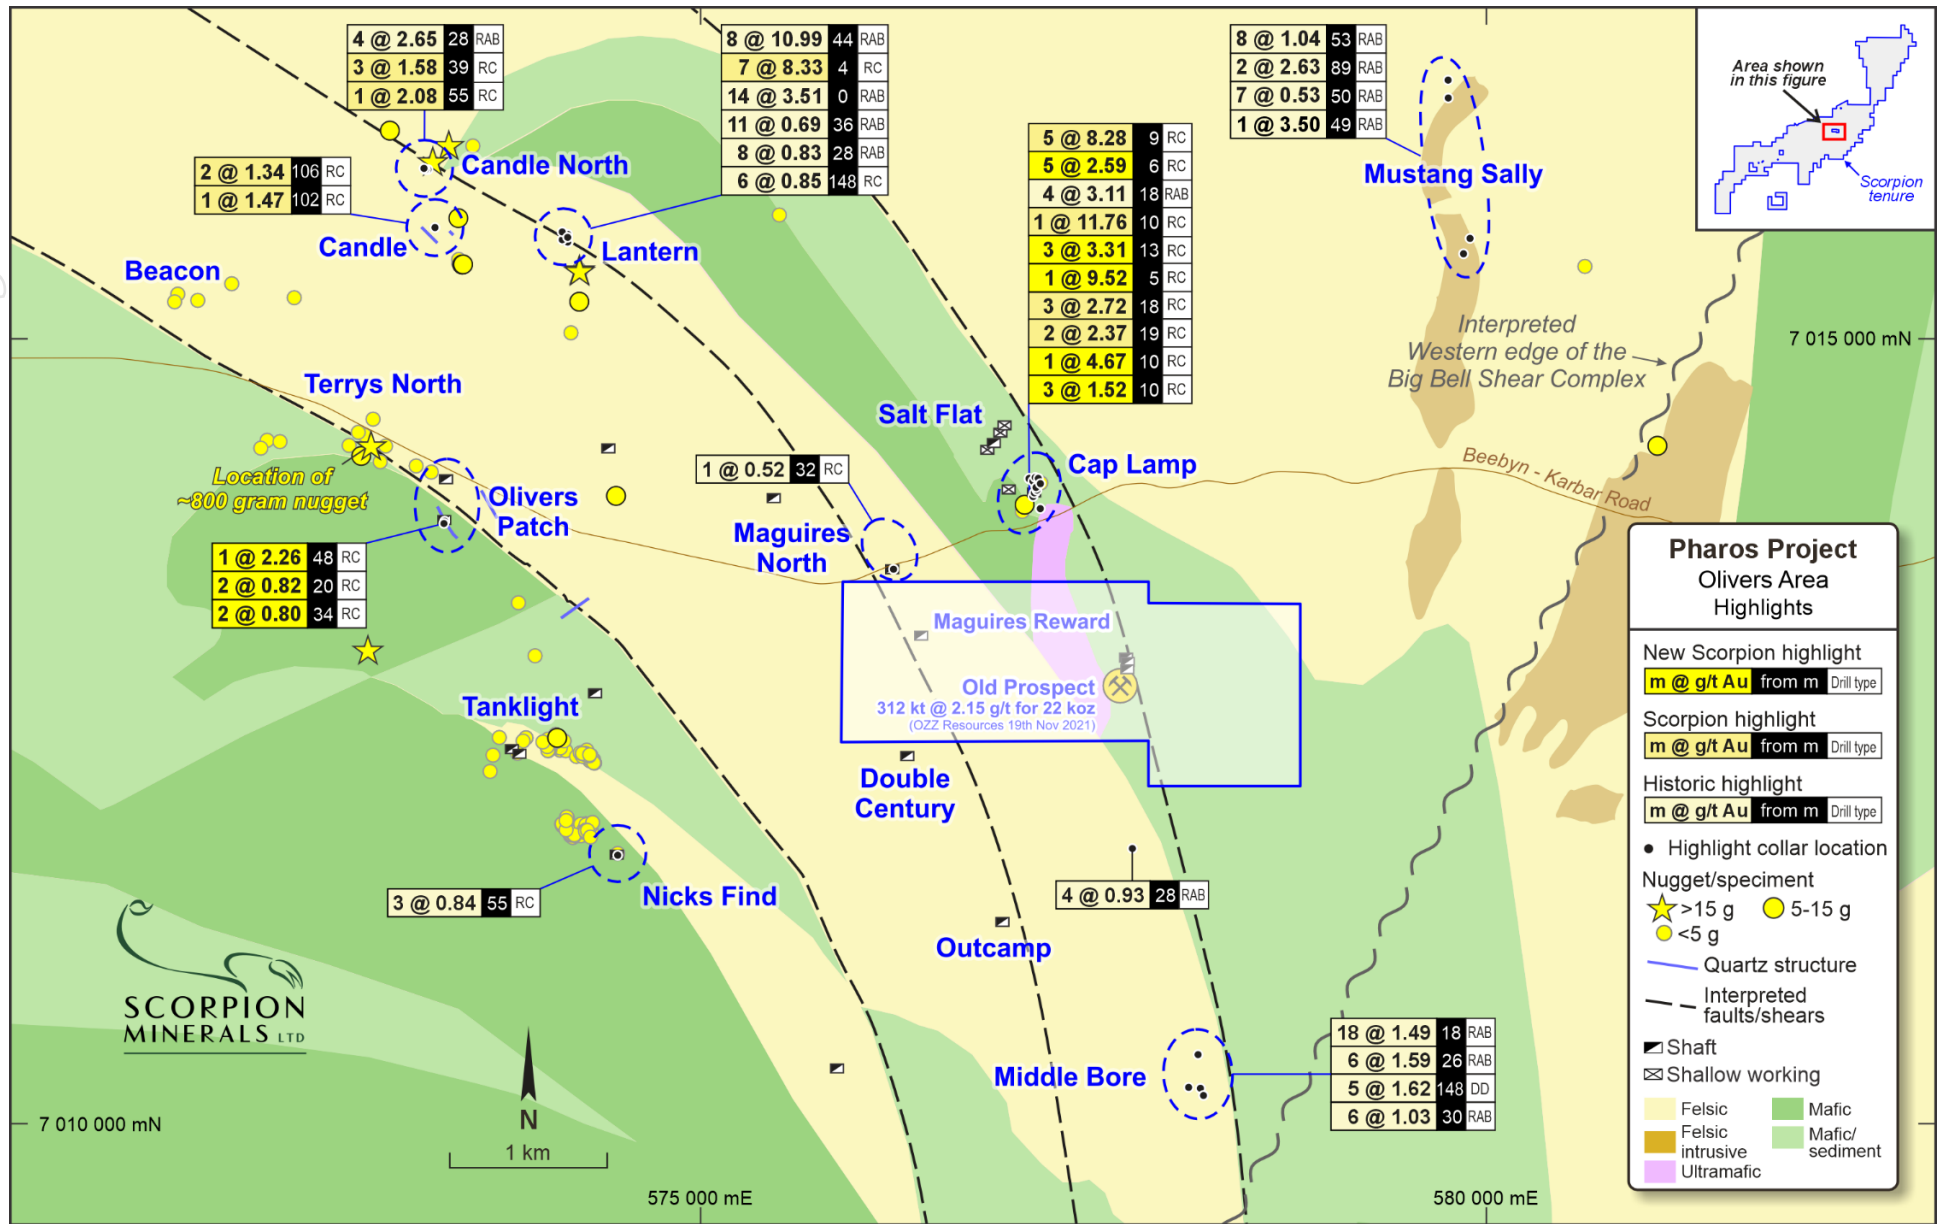 4 @ 2.65 28 RAB
3 @ 1.58 39 RC
1 @ 2.08 55 RC
8 @ 10.99 44 RAB
7 @ 8.33 4 RC
14 @ 3.51 0 RAB
11 @ 0.69 36 RAB
8 @ 0.83 28 RAB
6 @ 0.85 148 RC
8 @ 1.04 53 RAB
2 @ 2.63 89 RAB
7 @ 0.53 50 RAB
1 @ 3.50 49 RAB
Area shown
in this figure
Scorpion
tenure
5 @ 8.28 9 RC
5 @ 2.59 6 RC
4 @ 3.11 18 RAB
1 @ 11.76 10 RC
3 @ 3.31 13 RC
1 @ 9.52 5 RC
3 @ 2.72 18 RC
2 @ 2.37 19 RC
1 @ 4.67 10 RC
3 @ 1.52 10 RC
2 @ 1.34 106 RC
1 @ 1.47 102 RC
Candle North
Mustang Sally
Candle
Lantern
Beacon
Interpreted
Western edge of the
Big Bell Shear Complex
7 015 000 mN
Terrys North
Salt Flat
Cap Lamp
Beebyn - Karbar Road
Location of
~800 gram nugget
1 @ 0.52 32 RC
Olivers
Patch
Maguires
North
1 @ 2.26 48 RC
2 @ 0.82 20 RC
2 @ 0.80 34 RC
Maguires Reward
Old Prospect
312 kt @ 2.15 g/t for 22 koz
(OZZ Resources 19th Nov 2021)
Tanklight
Double
Century
3 @ 0.84 55 RC
Nicks Find
4 @ 0.93 28 RAB
Outcamp
Middle Bore
18 @ 1.49 18 RAB
6 @ 1.59 26 RAB
5 @ 1.62 148 DD
6 @ 1.03 30 RAB
SCORPION
MINERALS LTD
N
1 km
7 010 000 mN
575 000 mE
580 000 mE
Pharos Project
Olivers Area
Highlights
New Scorpion highlight
m @ g/t Au from m Drill type
Scorpion highlight
m @ g/t Au from m Drill type
Historic highlight
m @ g/t Au from m Drill type
Highlight collar location
Nugget/speciment
>15 g 5-15 g
<5 g
Quartz structure
Interpreted
faults/shears
Shaft
Shallow working
Felsic
Mafic
Felsic
intrusive
Mafic/
sediment
Ultramafic